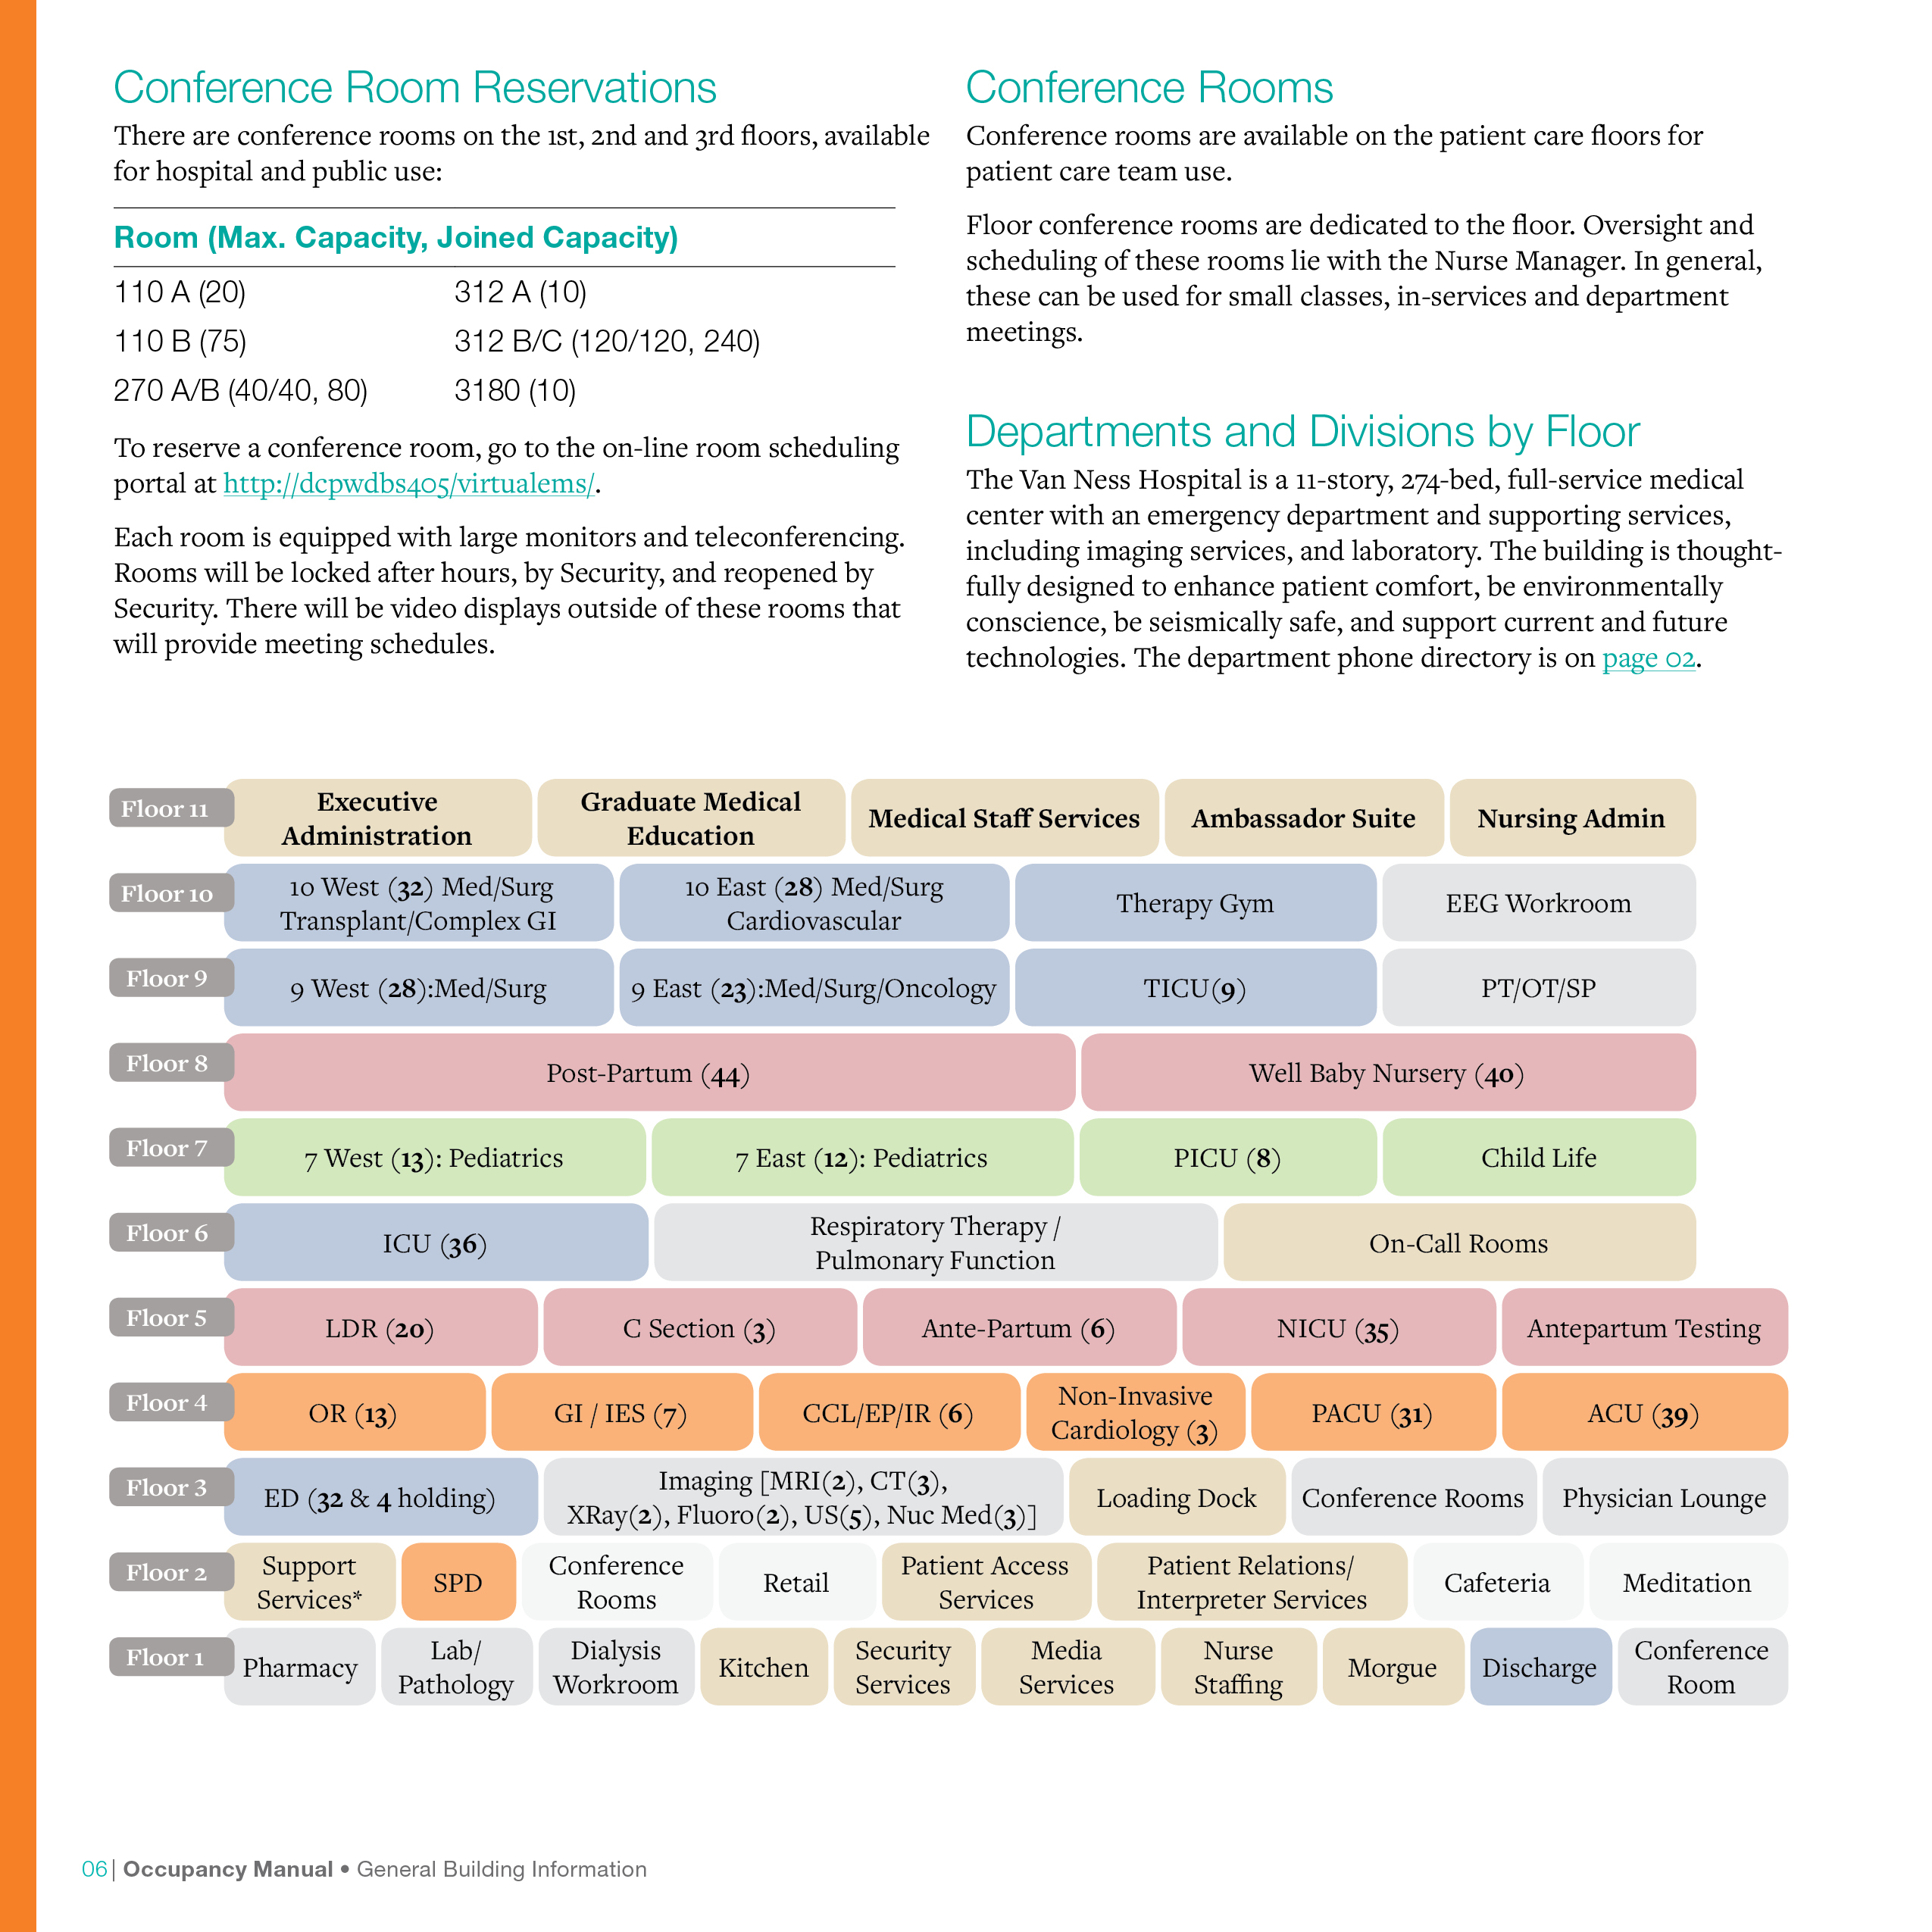 Conference Room Reservations
There are conference rooms on the 1st, 2nd and 3rd floors, available
for hospital and public use:
Room (Max. Capacity, Joined Capacity)
110 A (20)
312 A (10)
110 B (75)
312 B/C (120/120, 240)
270 A/B (40/40, 80)
3180 (10)
To reserve a conference room, go to the on-line room scheduling
portal at http://dcpwdbs405/virtualems/.
Each room is equipped with large monitors and teleconferencing.
Rooms will be locked after hours, by Security, and reopened by
Security. There will be video displays outside of these rooms that
will provide meeting schedules.
Conference Rooms
Conference rooms are available on the patient care floors for
patient care team use.
Floor conference rooms are dedicated to the floor. Oversight and
scheduling of these rooms lie with the Nurse Manager. In general,
these can be used for small classes, in-services and department
meetings.
Departments and Divisions by Floor
The Van Ness Hospital is a 11-story, 274-bed, full-service medical
center with an emergency department and supporting services,
including imaging services, and laboratory. The building is thought-
fully designed to enhance patient comfort, be environmentally
conscience, be seismically safe, and support current and future
technologies. The department phone directory is on page 02.
Floor 11
Executive
Administration
Graduate Medical
Education
Medical Staff Services
Ambassador Suite
Nursing Admin
Floor 10
10 West (32) Med/Surg
Transplant/Complex GI
10 East (28) Med/Surg
Cardiovascular
Therapy Gym
EEG Workroom
Floor 9
9 West (28):Med/Surg
9 East (23):Med/Surg/Oncology
TICU(9)
PT/OT/SP
Floor 8
Post-Partum (44)
Well Baby Nursery (40)
Floor 7
7 West (13): Pediatrics
7 East (12): Pediatrics
PICU (8)
Child Life
Floor 6
ICU (36)
Respiratory Therapy /
Pulmonary Function
On-Call Rooms
Floor 5
LDR (20)
C Section (3)
Ante-Partum (6)
NICU (35)
Antepartum Testing
Floor 4
OR (13)
GI / IES (7)
CCL/EP/IR (6)
Non-Invasive
Cardiology (3)
PACU (31)
ACU (39)
Floor 3
ED (32 & 4 holding)
Imaging [MRI(2), CT(3),
XRay(2), Fluoro(2), US(5), Nuc Med(3)]
Loading Dock
Conference Rooms
Physician Lounge
Floor 2
Support
Services*
SPD
Conference
Rooms
Retail
Patient Access
Services
Patient Relations/
Interpreter Services
Cafeteria
Meditation
Floor 1
Pharmacy
Lab/
Pathology
Dialysis
Workroom
Kitchen
Security
Services
Media
Services
Nurse
Staffing
Morgue
Discharge
Conference
Room
06| Occupancy Manual • General Building Information